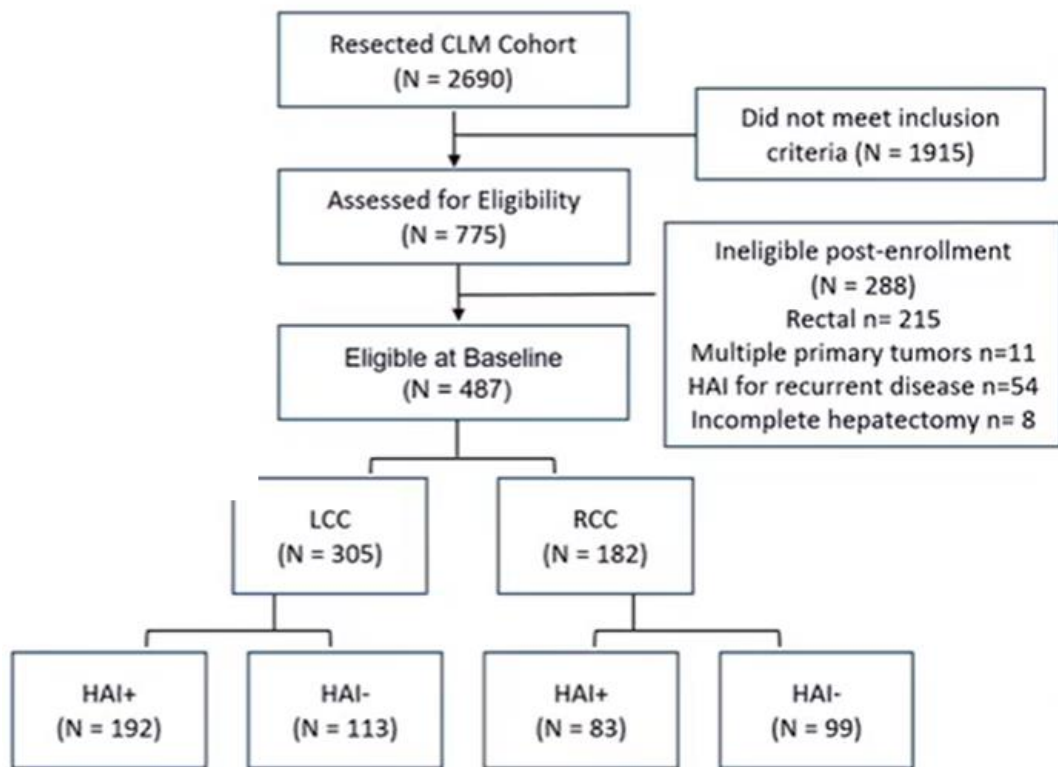 Resected CLM Cohort
(N = 2690)
Did not meet inclusion
criteria (N = 1915)
Assessed for Eligibility
(N = 775)
Ineligible post-enrollment
(N = 288)
Rectal n= 215
Multiple primary tumors n=11
HAI for recurrent disease n=54
Incomplete hepatectomy n= 8
Eligible at Baseline
(N = 487)
LCC
(N = 305)
RCC
(N = 182)
HAI+
(N = 192)
HAI-
(N = 113)
HAI+
(N = 83)
HAI-
(N = 99)